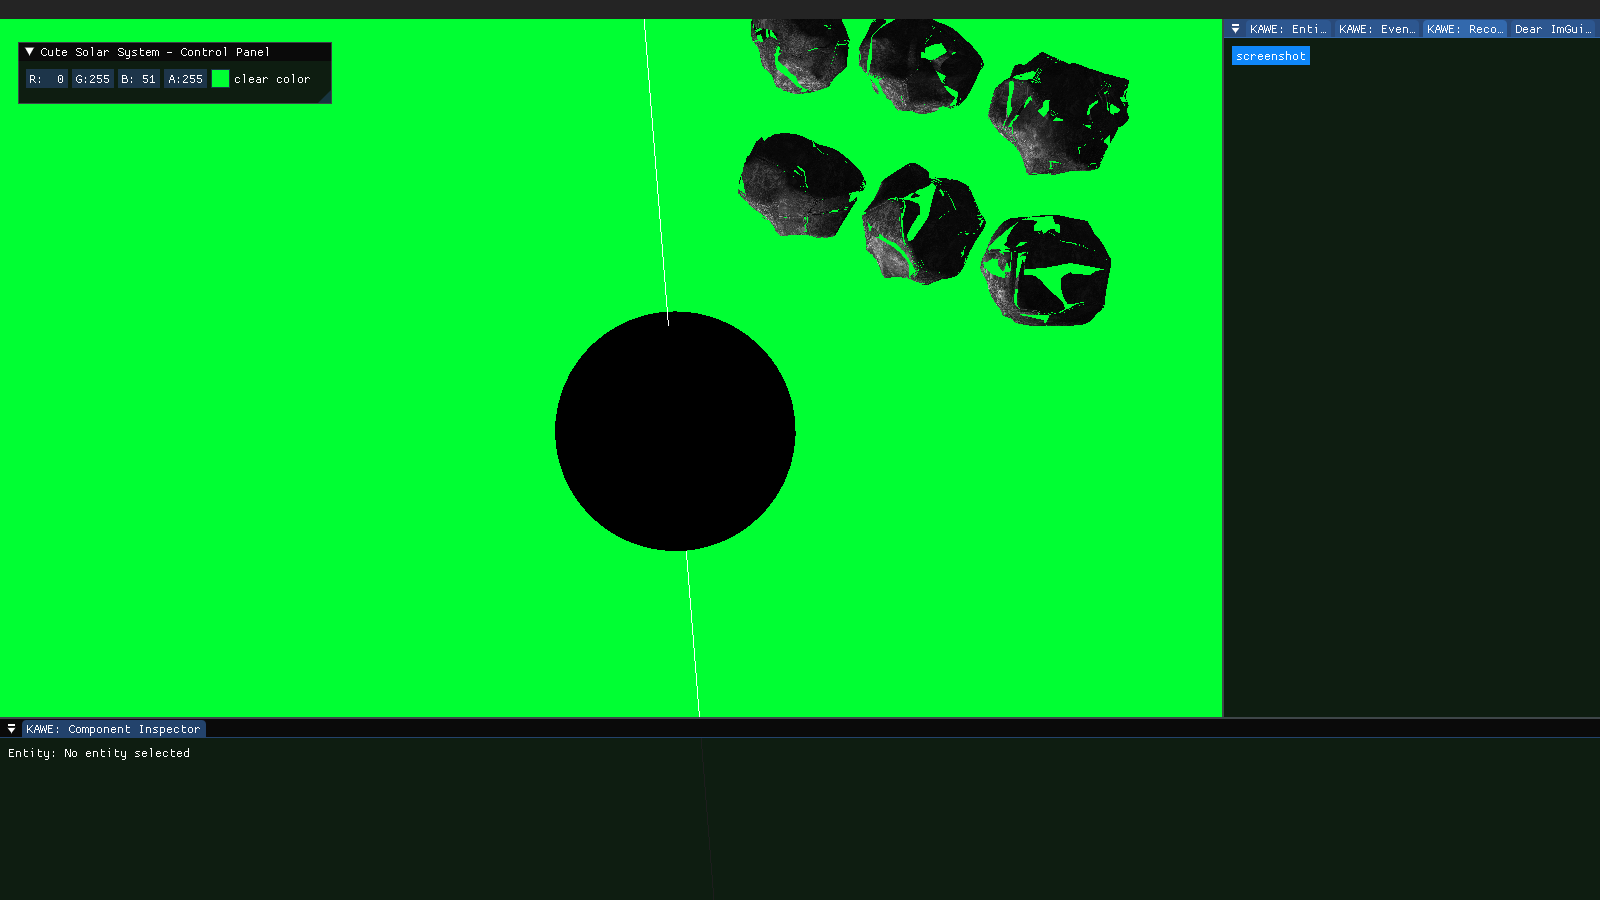 Cute Solar System - Control Panel
R:  0 G:255 B: 51 A:255 clear color
KAWE: Enti… KAWE: Even… KAWE: Reco… Dear ImGui…
screenshot
KAWE: Component Inspector
Entity: No entity selected